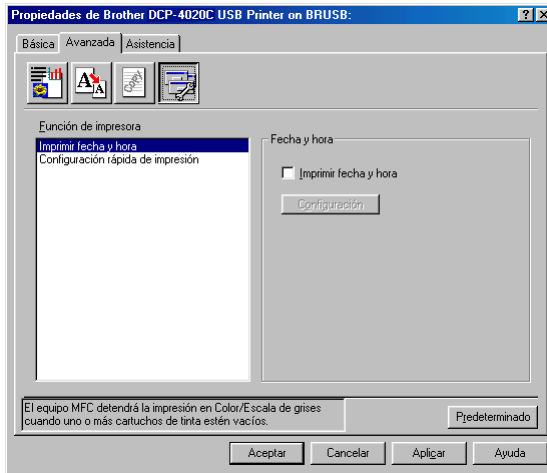 Propiedades de Brother DCP-4020C USB Printer on BRUSB:
Básica Avanzada Asistencia
Copy
Función de impresora
Imprimir fecha y hora
Configuración rápida de impresión
Fecha y hora
Imprimir fecha y hora
Configuración
El equipo MFC detendrá la impresión en Color/Escala de grises
cuando uno o más cartuchos de tinta estén vacíos.
Predeterminado
Aceptar Cancelar Aplicar Ayuda